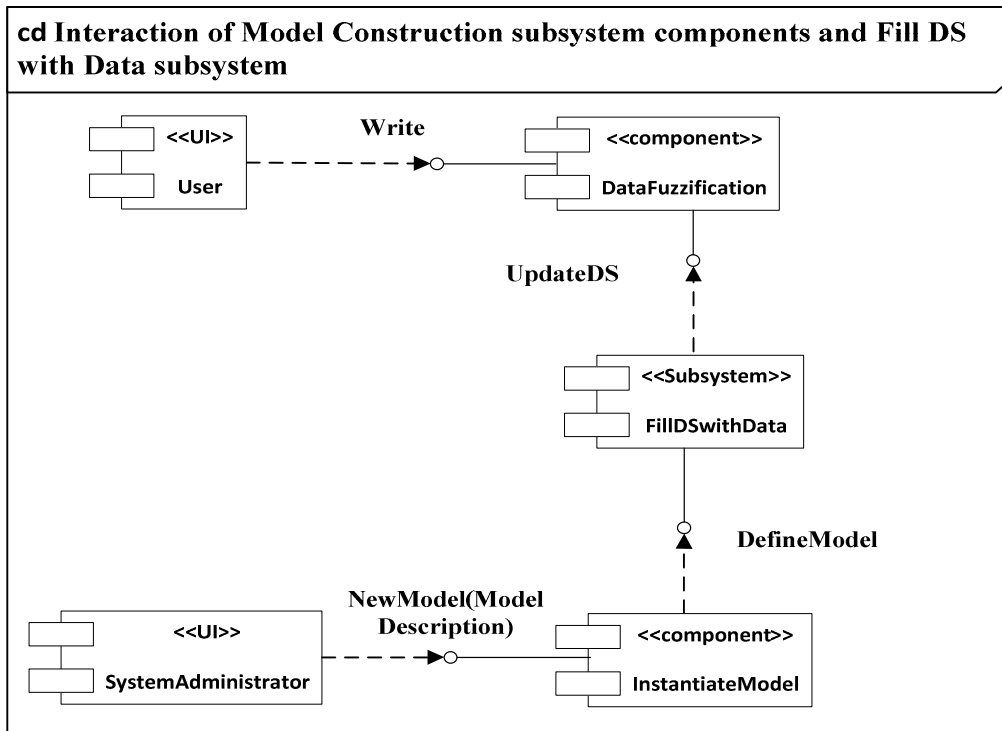 cd Interaction of Model Construction subsystem components and Fill DS
with Data subsystem
<<UI>>
User
Write
<<component>>
DataFuzzification
UpdateDS
<<Subsystem>>
FillDSwithData
DefineModel
NewModel(Model
Description)
<<UI>>
SystemAdministrator
<<component>>
InstantiateModel